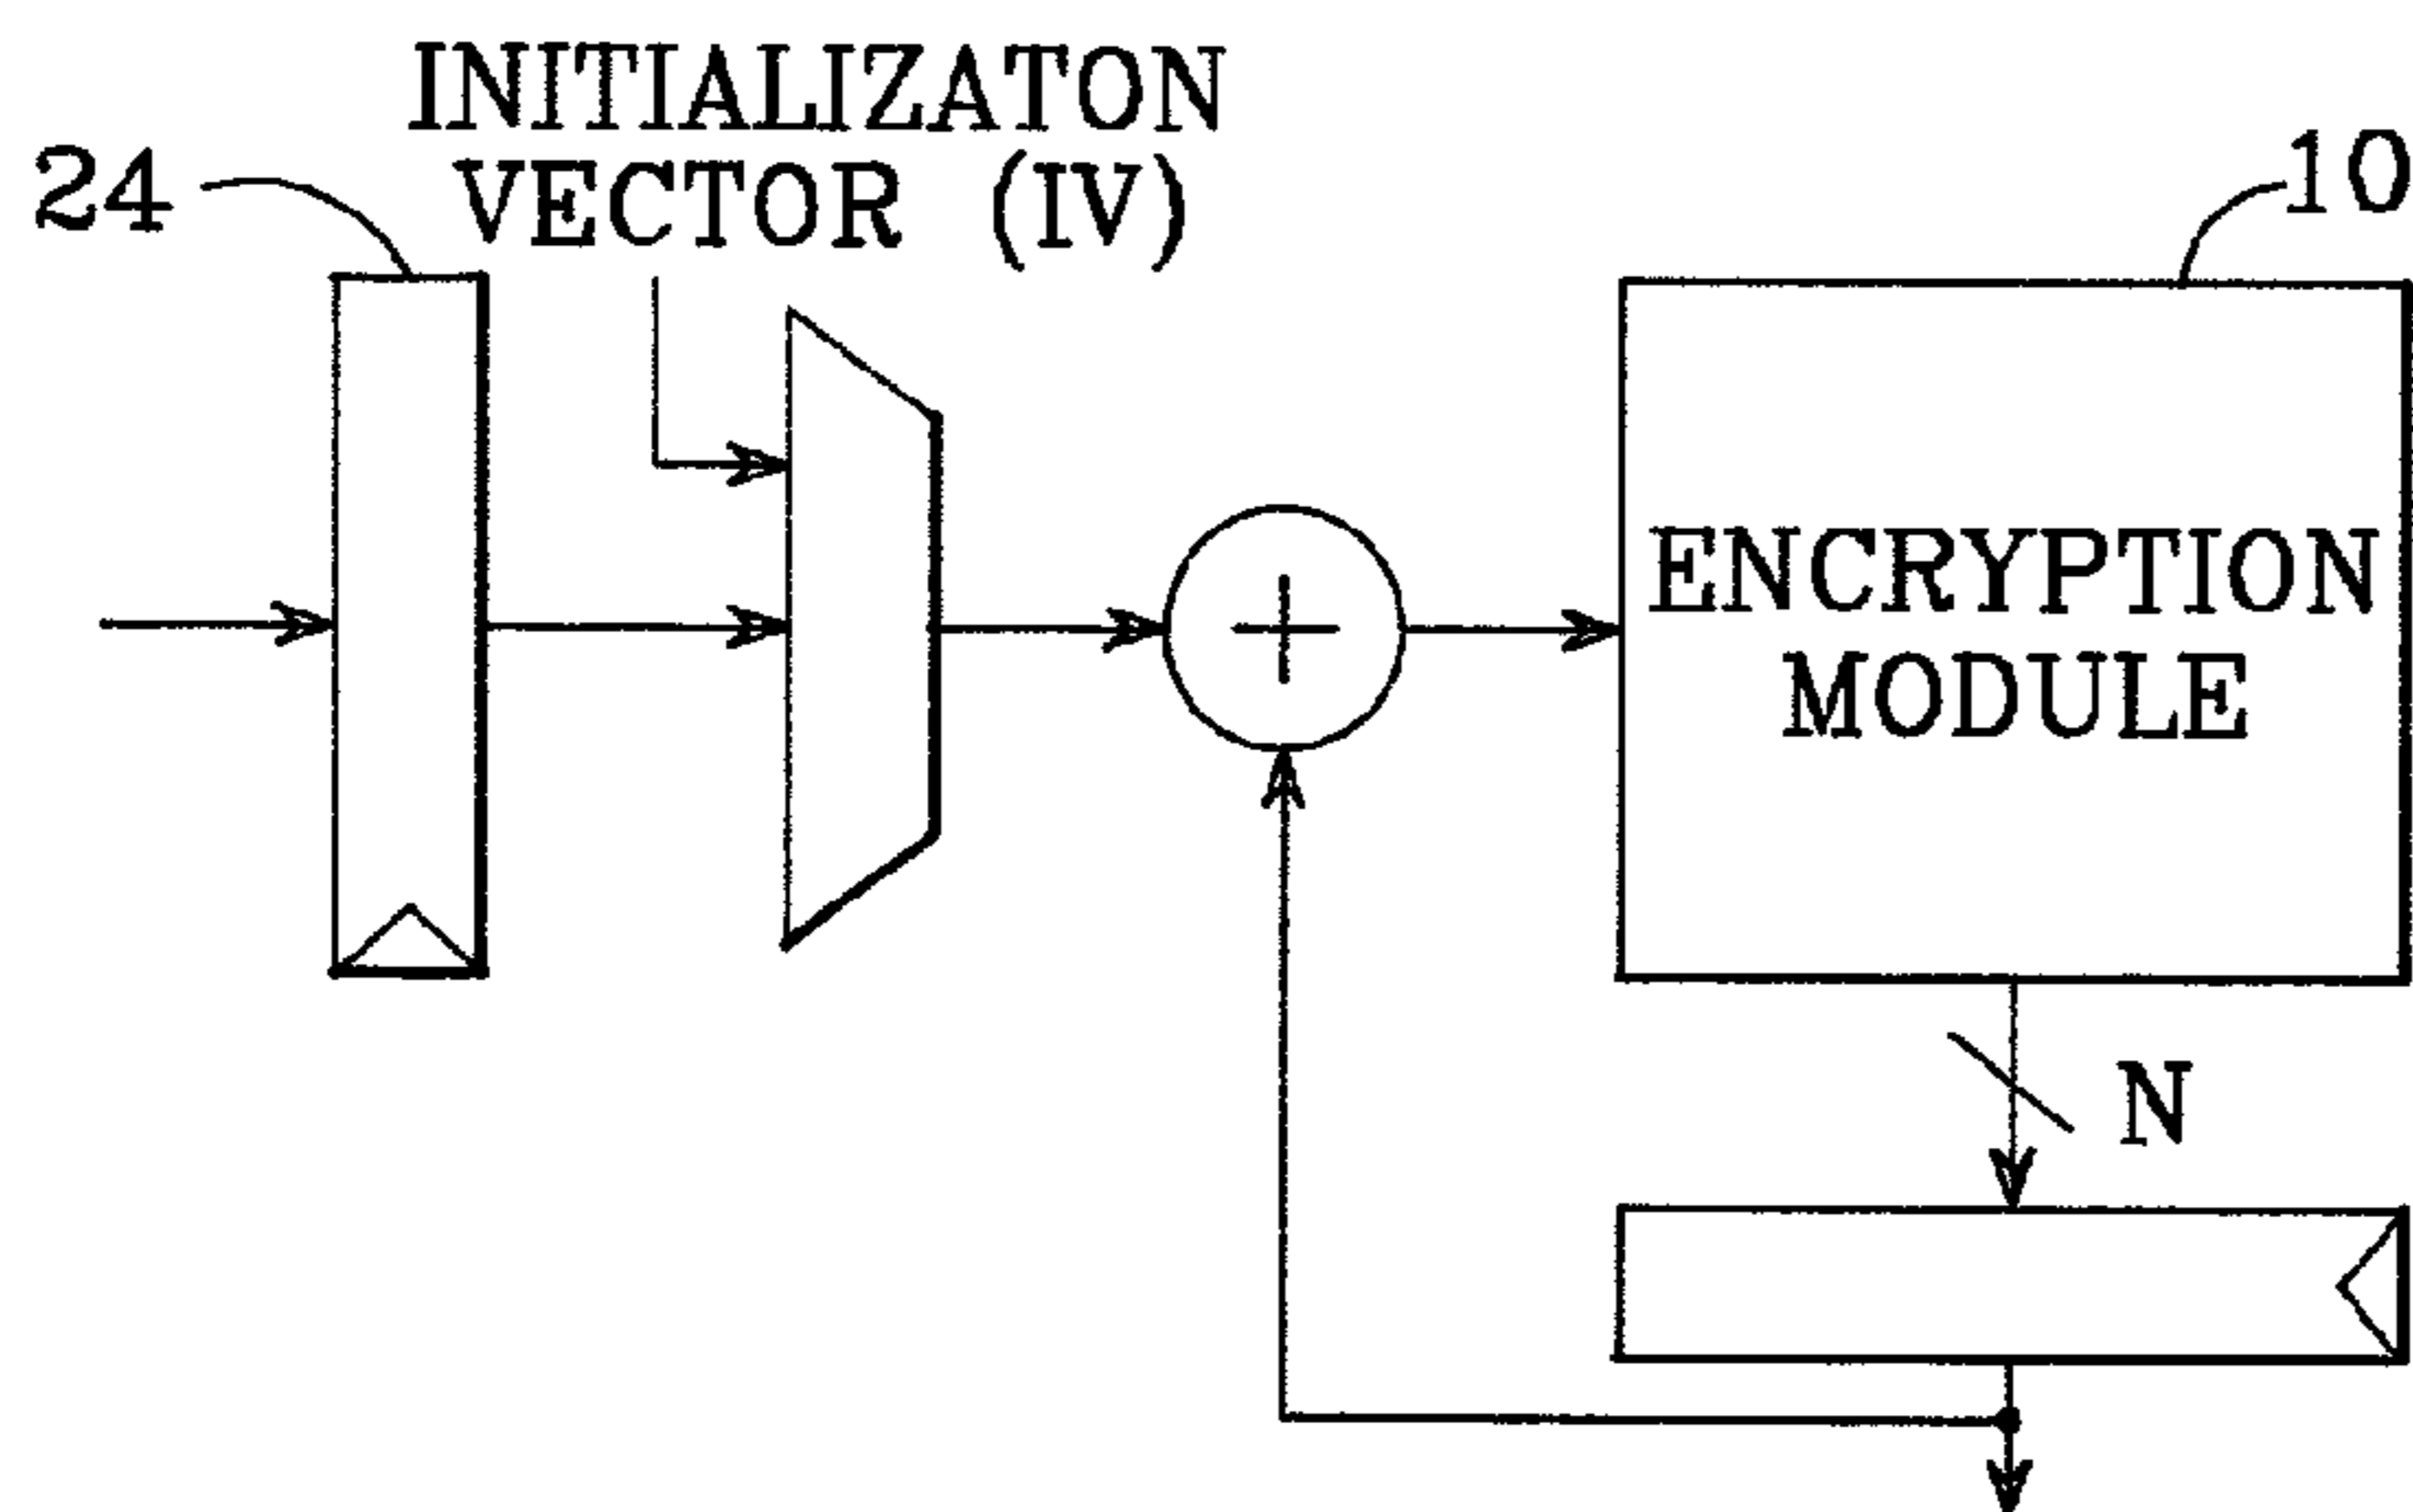 INITIALIZATON
VECTOR (IV)
24
10
ENCRYPTION
MODULE
N